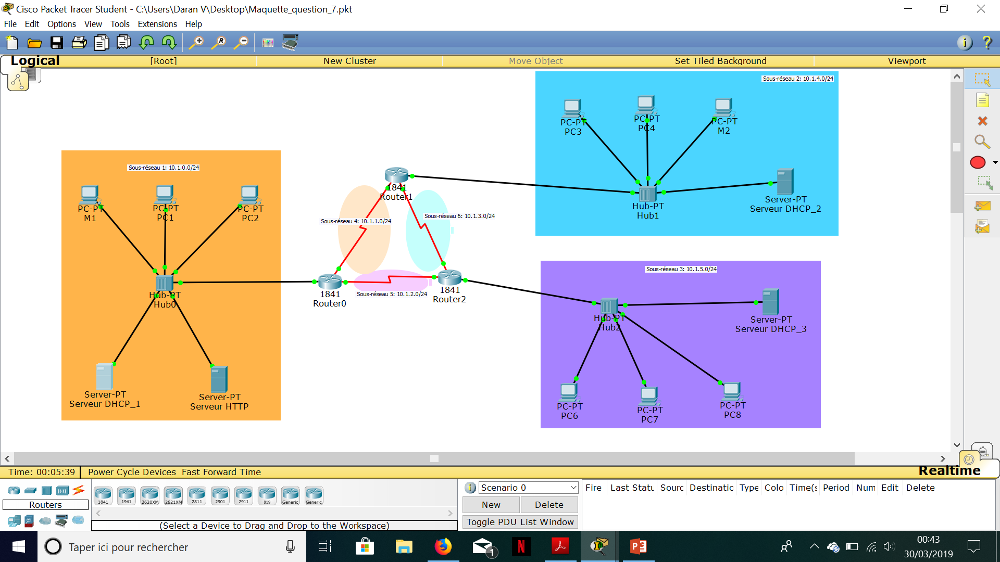 Cisco Packet Tracer Student - C:\Users\Daran V\Desktop\Maquette_question_7.pkt
File Edit Options View Tools Extensions Help
Logical [Root] New Cluster Move Object Set Tiled Background Viewport
Sous-réseau 2: 10.1.4.0/24
PC-PT
PC3
PC-PT
PC4
PC-PT
M2
Hub-PT
Hub1
Server-PT
Serveur DHCP_2
Sous-réseau 1: 10.1.0.0/24
PC-PT
M1
PC-PT
PC1
PC-PT
PC2
Hub-PT
Hub0
Server-PT
Serveur DHCP_1
Server-PT
Serveur HTTP
1841
Router1
Sous-réseau 4: 10.1.1.0/24
Sous-réseau 6: 10.1.3.0/24
1841
Router0
Sous-réseau 5: 10.1.2.0/24
1841
Router2
Sous-réseau 3: 10.1.5.0/24
Hub-PT
Hub2
Server-PT
Serveur DHCP_3
PC-PT
PC6
PC-PT
PC7
PC-PT
PC8
Time: 00:05:39 Power Cycle Devices Fast Forward Time Realtime
Routers
1841 1941 2620XM 2621XM 2811 2901 2911 819 Generic Generic
(Select a Device to Drag and Drop to the Workspace)
Scenario 0
New Delete
Toggle PDU List Window
Fire Last Statu Sourc Destinatio Type Colo Time(s Period Num Edit Delete
Taper ici pour rechercher
1
N
00:43
30/03/2019